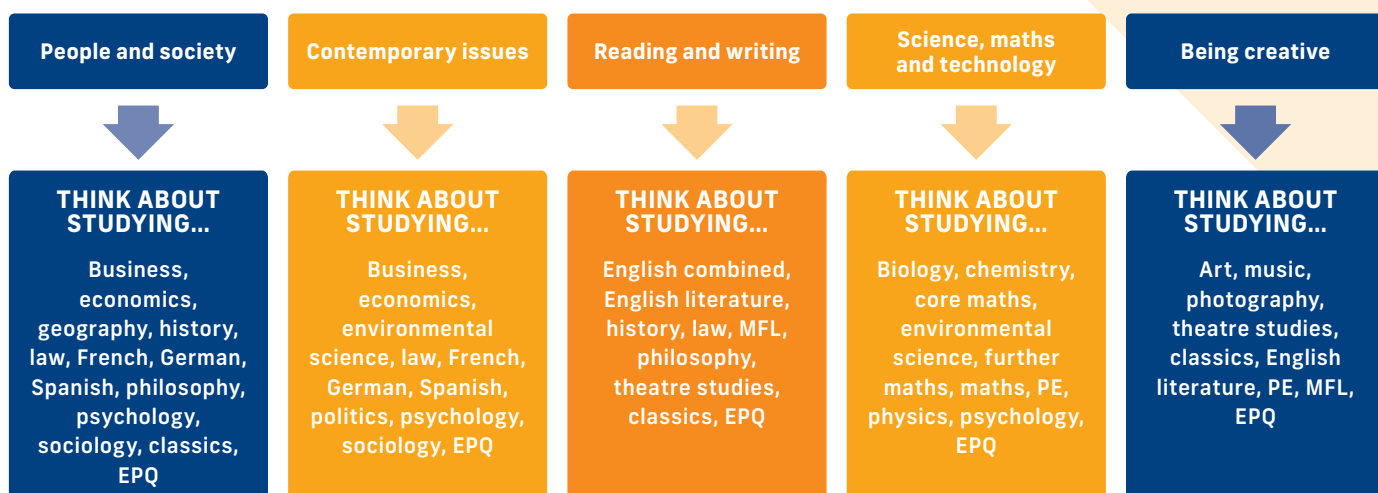 People and society
Contemporary issues
Reading and writing
Science, maths
and technology
Being creative
THINK ABOUT
STUDYING...
Business,
economics,
geography, history,
law, French, German,
Spanish, philosophy,
psychology,
sociology, classics,
EPQ
THINK ABOUT
STUDYING...
Business,
economics,
environmental
science, law, French,
German, Spanish,
politics, psychology,
sociology, EPQ
THINK ABOUT
STUDYING...
English combined,
English literature,
history, law, MFL,
philosophy,
theatre studies,
classics, EPQ
THINK ABOUT
STUDYING...
Biology, chemistry,
core maths,
environmental
science, further
maths, maths, PE,
physics, psychology,
EPQ
THINK ABOUT
STUDYING...
Art, music,
photography,
theatre studies,
classics, English
literature, PE, MFL,
EPQ